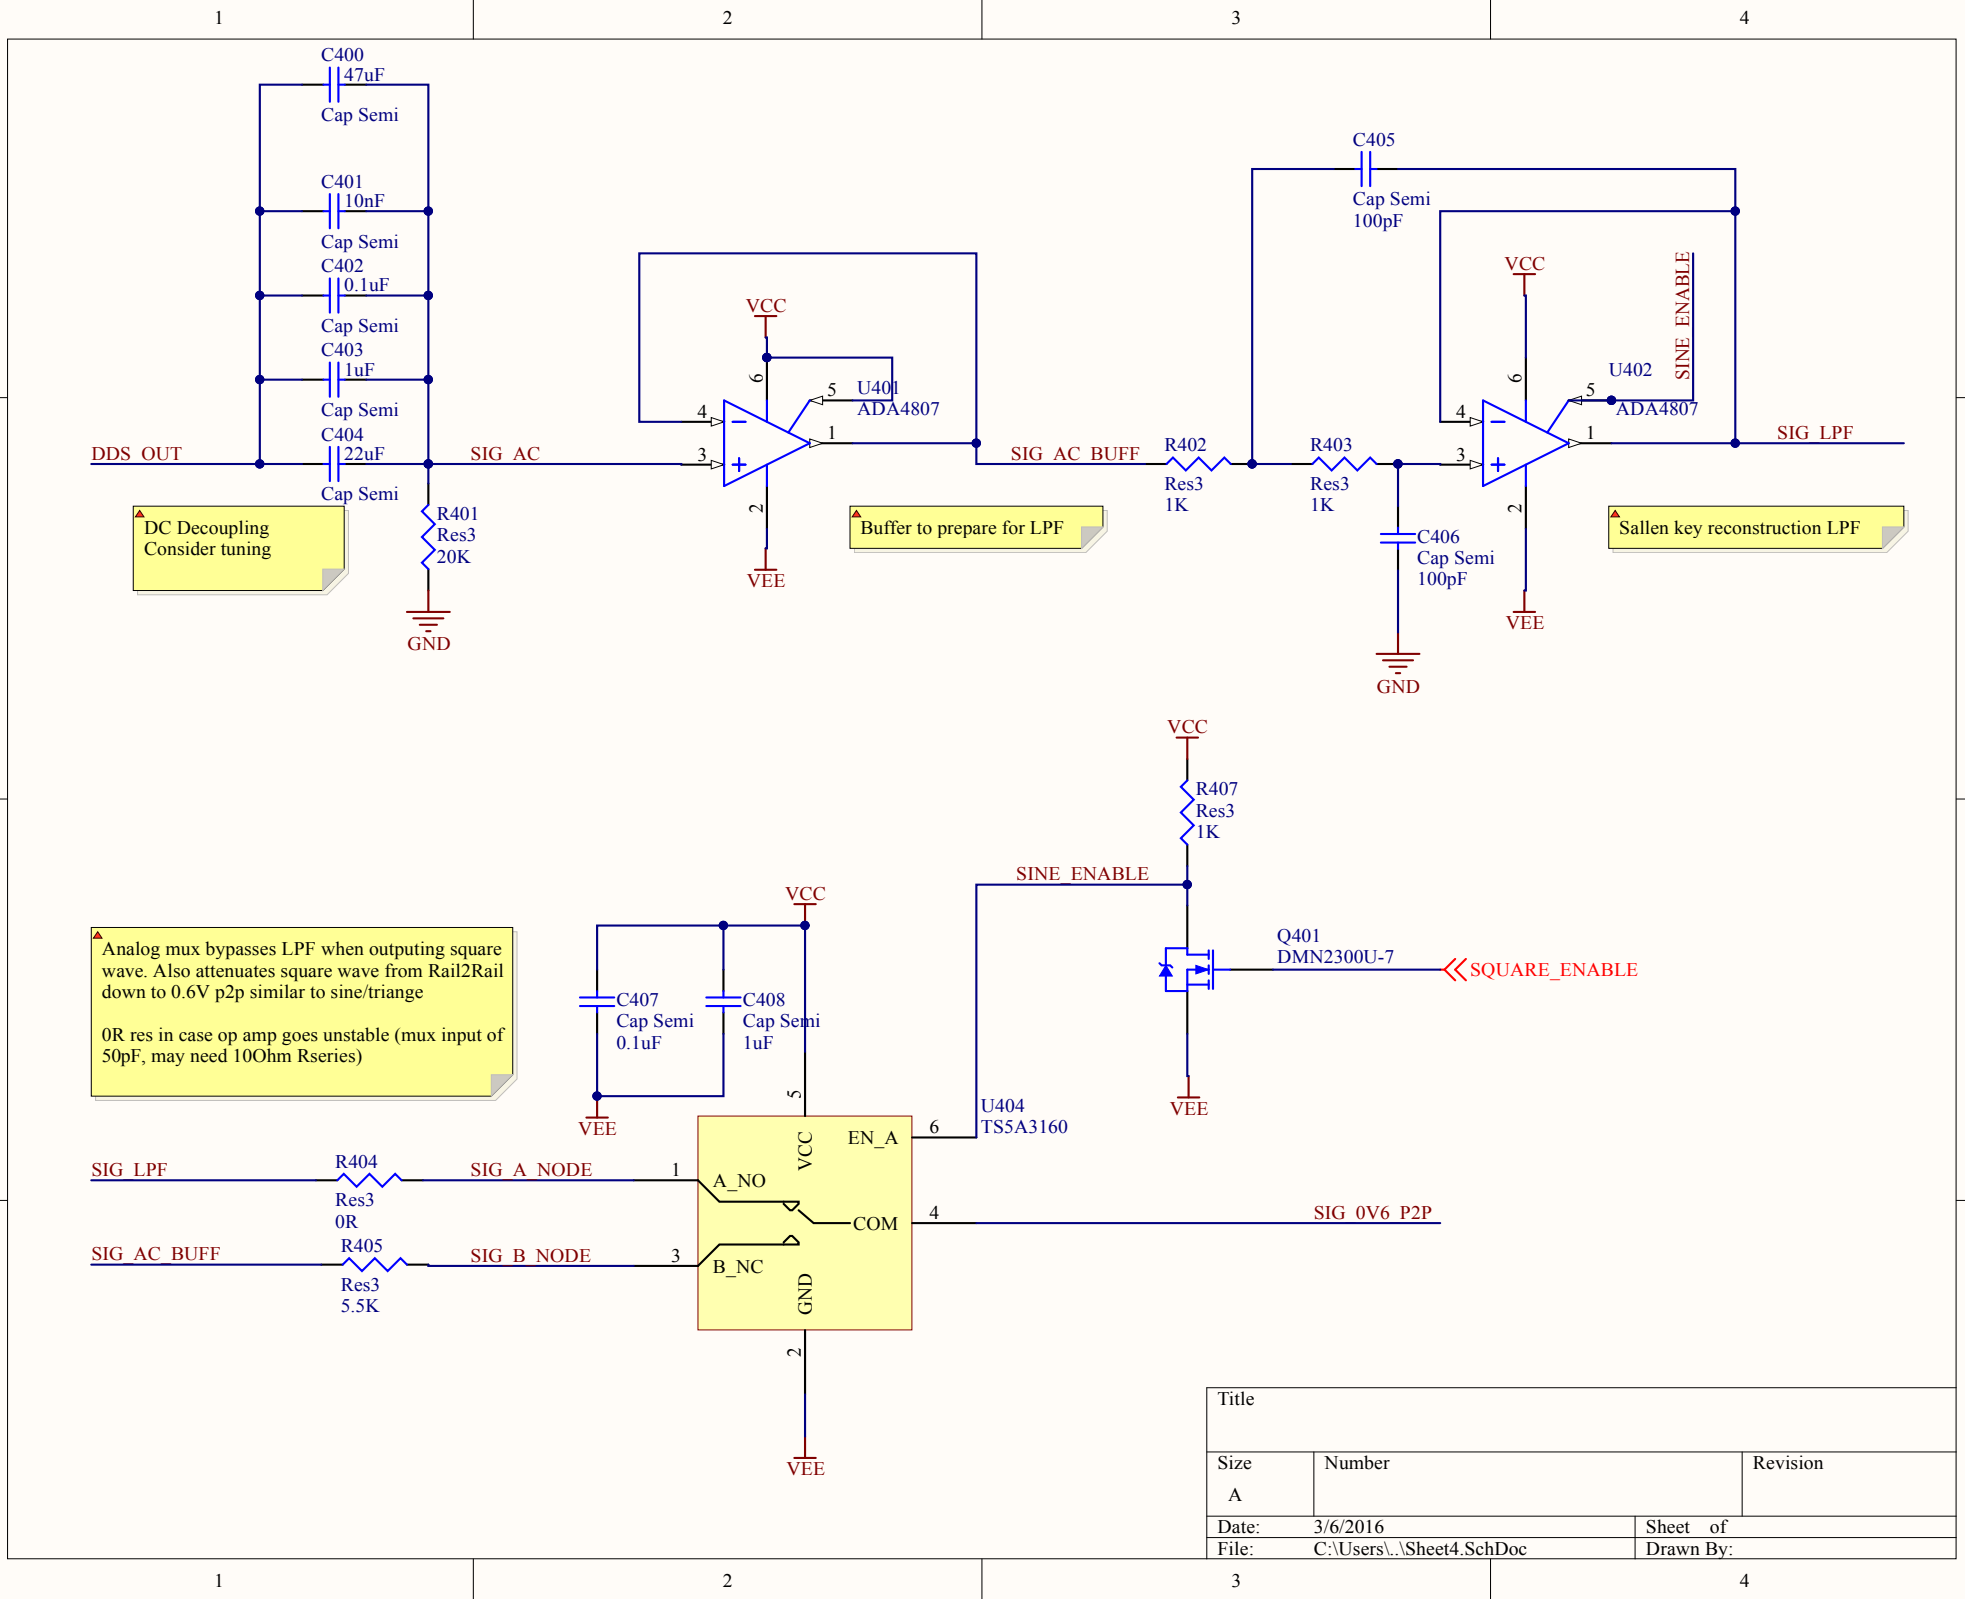 1
2
3
4
C400
47uF
Cap Semi
C401
10nF
Cap Semi
C402
0.1uF
Cap Semi
C403
1uF
Cap Semi
C404
22uF
Cap Semi
DDS_OUT
SIG_AC
DC Decoupling
Consider tuning
R401
Res3
20K
GND
VCC
6
5
U401
ADA4807
4
3
1
2
VEE
Buffer to prepare for LPF
SIG_AC_BUFF
R402
Res3
1K
R403
Res3
1K
C405
Cap Semi
100pF
C406
Cap Semi
100pF
GND
VCC
SINE_ENABLE
6
5
U402
ADA4807
4
3
1
2
VEE
SIG_LPF
Sallen key reconstruction LPF
VCC
R407
Res3
1K
SINE_ENABLE
Q401
DMN2300U-7
SQUARE_ENABLE
VEE
Analog mux bypasses LPF when outputing square
wave. Also attenuates square wave from Rail2Rail
down to 0.6V p2p similar to sine/triange
0R res in case op amp goes unstable (mux input of
50pF, may need 10Ohm Rseries)
VCC
C407
Cap Semi
0.1uF
C408
Cap Semi
1uF
VEE
5
U404
TS5A3160
VCC
EN_A
6
SIG_LPF
R404
Res3
0R
SIG_A_NODE
1
A_NO
COM
4
SIG_0V6_P2P
SIG_AC_BUFF
R405
Res3
5.5K
SIG_B_NODE
3
B_NC
GND
2
VEE
Title
Size
A
Number
Revision
Date:
3/6/2016
Sheet of
File:
C:\Users\..\Sheet4.SchDoc
Drawn By:
1
2
3
4